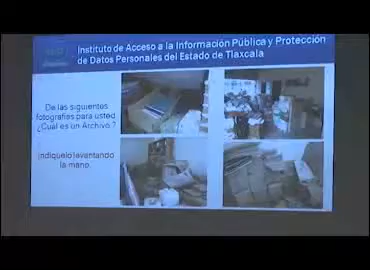 Instituto de Acceso a la Información Pública y Protección
de Datos Personales del Estado de Tlaxcala
De las siguientes
fotografías para usted
¿Cuál es un Archivo ?
Indíquelo levantando
la mano.